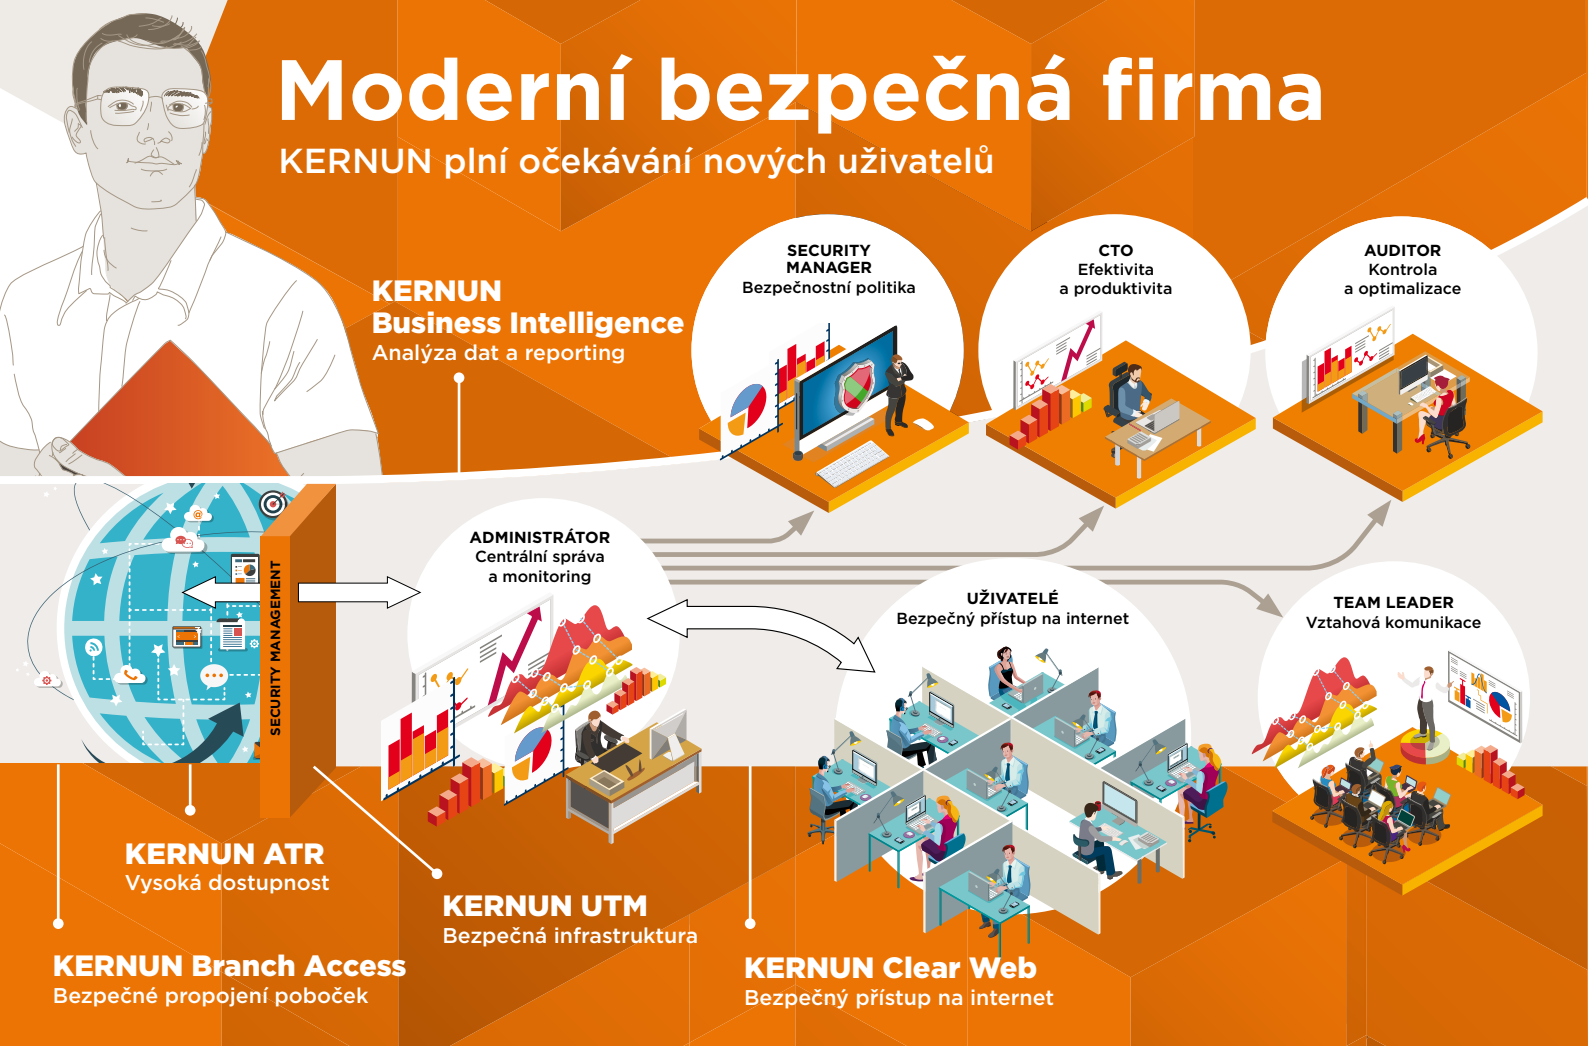 Moderní bezpečná firma
KERNUN plní očekávání nových uživatelů
KERNUN
Business Intelligence
Analýza dat a reporting
SECURITY
MANAGER
Bezpečnostní politika
CTO
Efektivita
a produktivita
AUDITOR
Kontrola
a optimalizace
SECURITY MANAGEMENT
ADMINISTRÁTOR
Centrální správa
a monitoring
UŽIVATELÉ
Bezpečný přístup na internet
TEAM LEADER
Vztahová komunikace
KERNUN ATR
Vysoká dostupnost
KERNUN UTM
Bezpečná infrastruktura
KERNUN Branch Access
Bezpečné propojení poboček
KERNUN Clear Web
Bezpečný přístup na internet